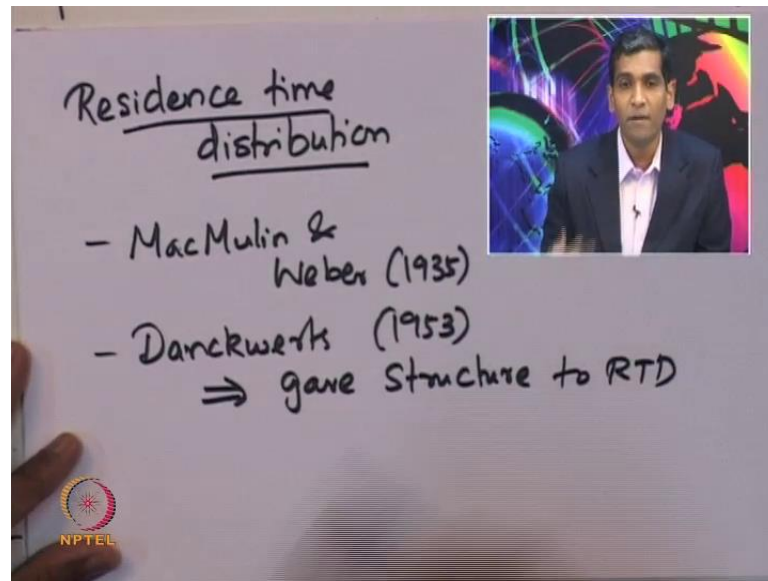 Residence time
distribution
- MacMulin &
Weber (1935)
- Danckwerts (1953)
⇒ gave structure to RTD
NPTEL